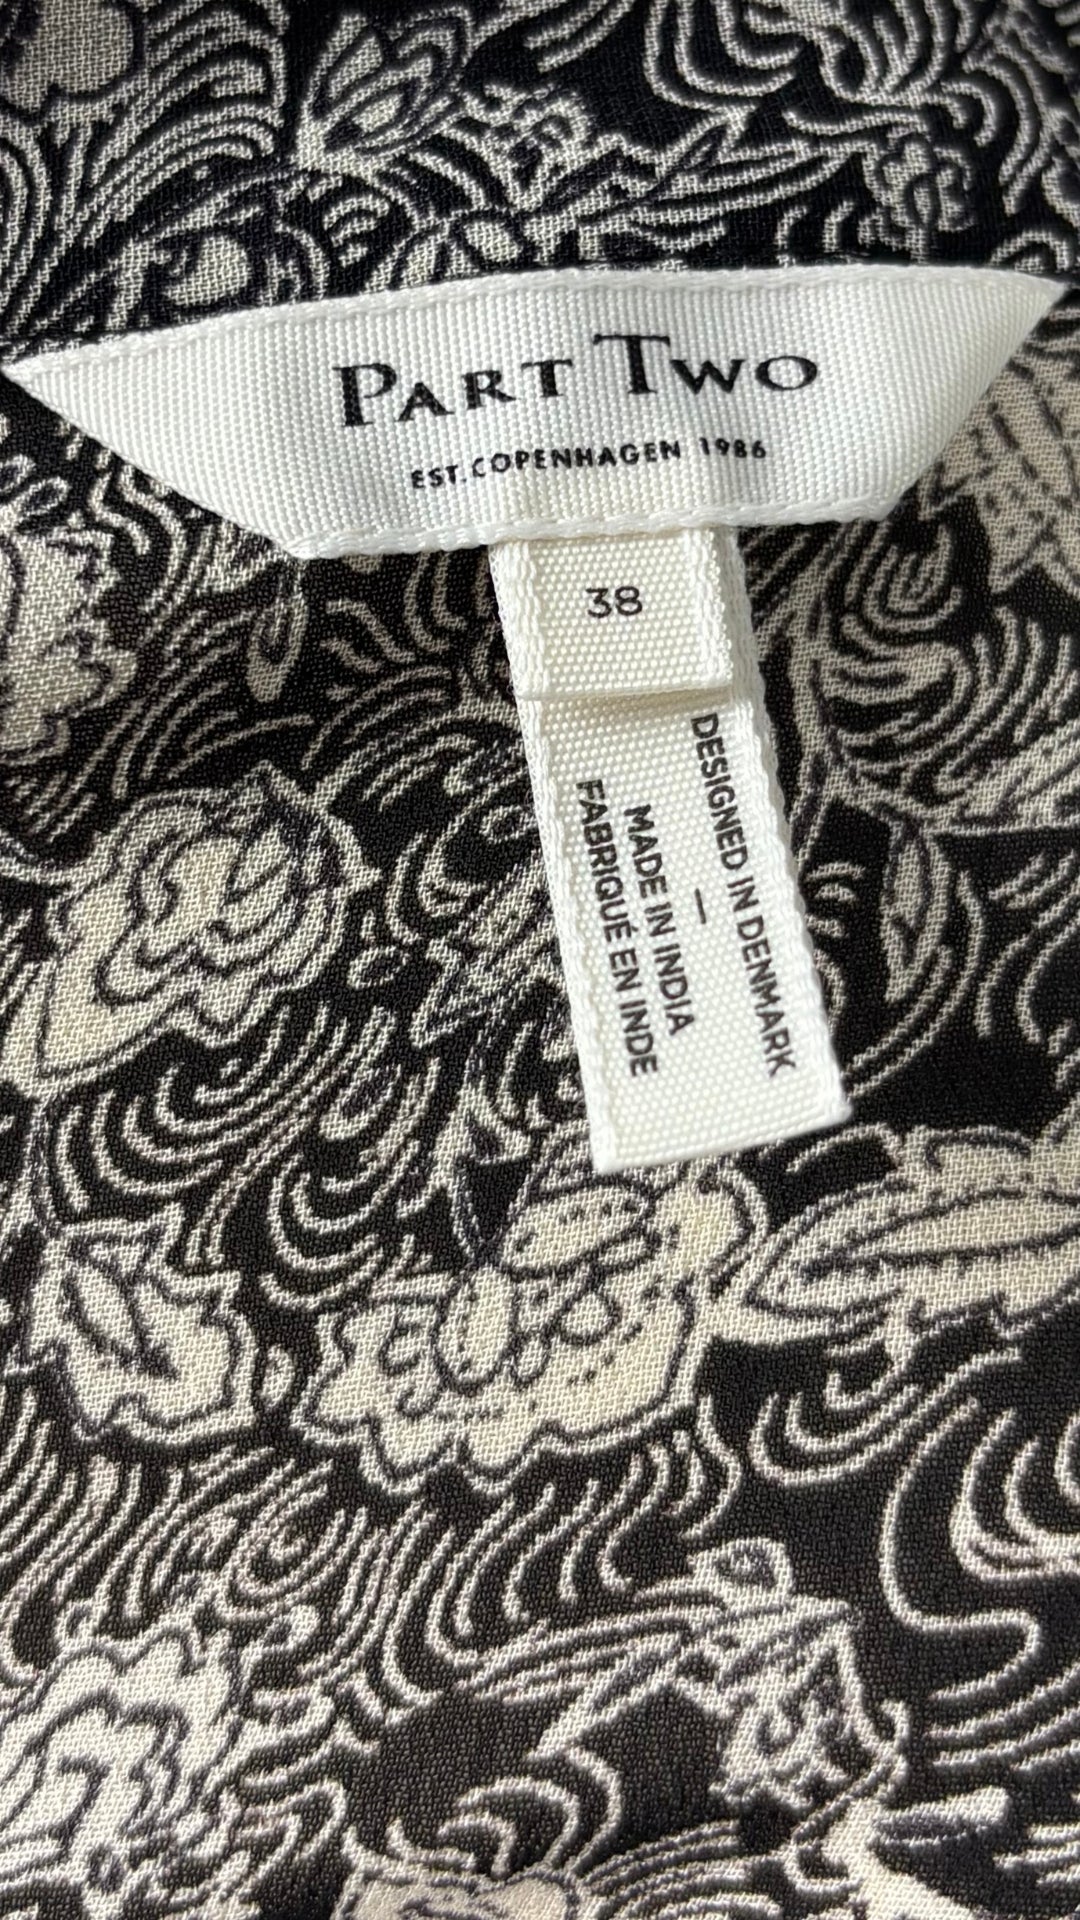 PART TWO
EST. COPENHAGEN 1986
38
DESIGNED IN DENMARK
–
MADE IN INDIA
FABRIQUÉ EN INDE